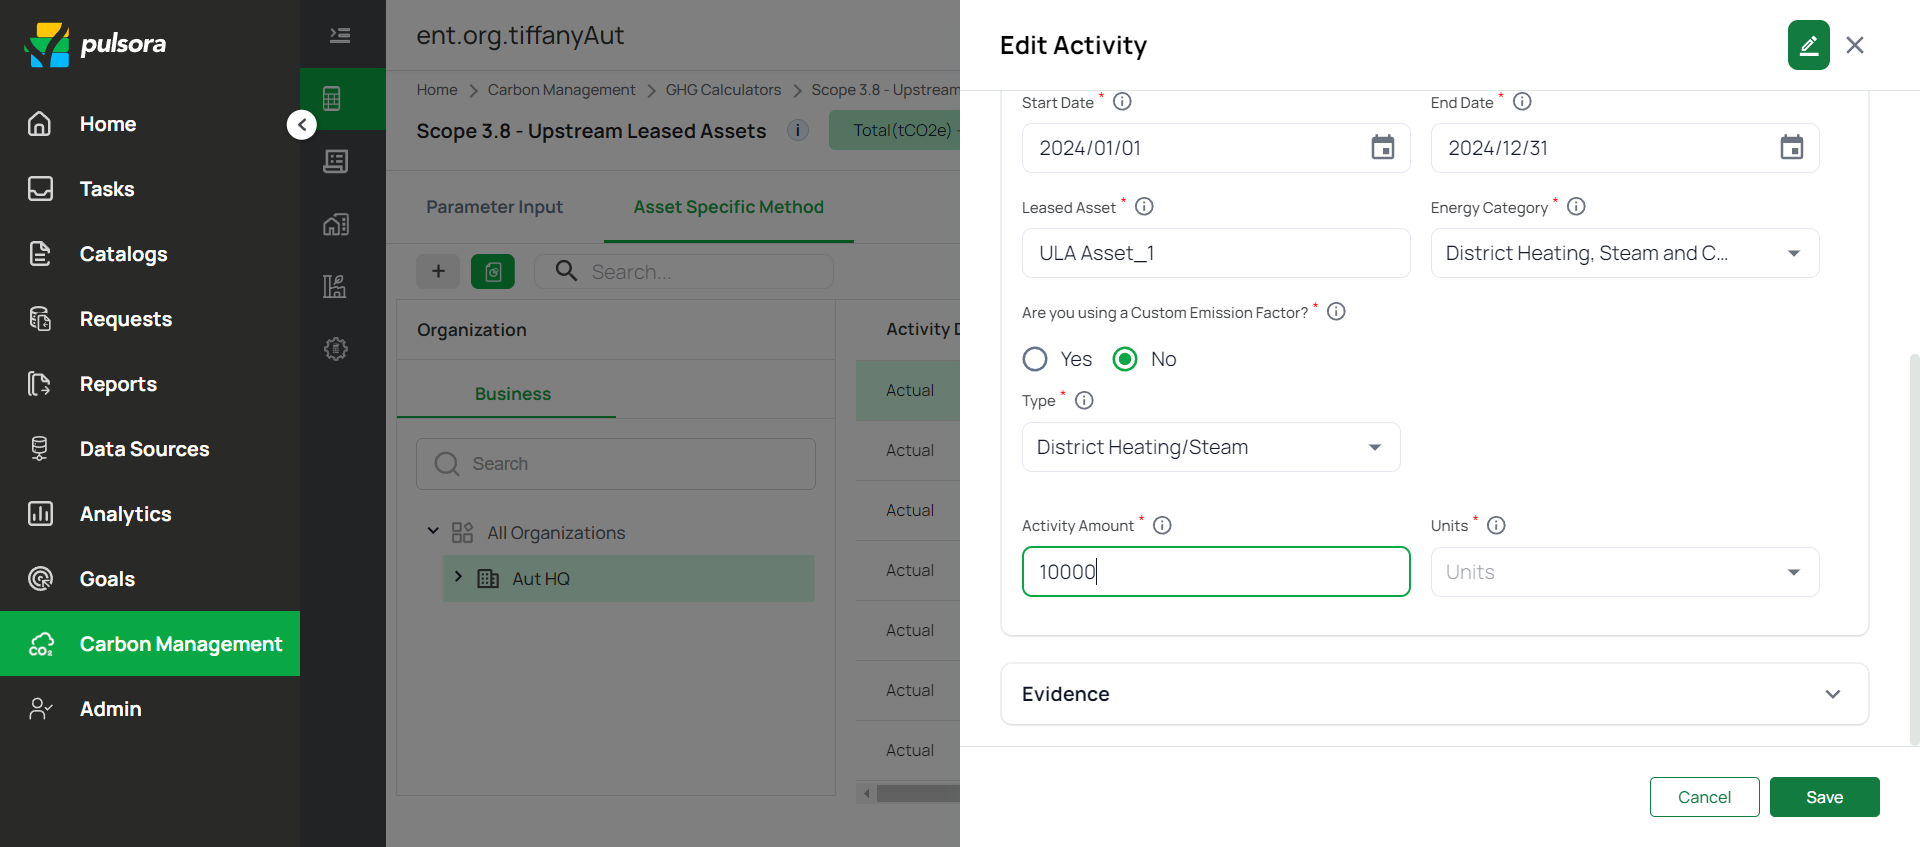 pulsora
Home
Tasks
Catalogs
Requests
Reports
Data Sources
Analytics
Goals
Carbon Management
Admin
ent.org.tiffanyAut
Home > Carbon Management > GHG Calculators > Scope 3.8 - Upstream
Scope 3.8 - Upstream Leased Assets
Total(tCO2e) -
Parameter Input
Asset Specific Method
Search...
Organization
Business
Search
All Organizations
Aut HQ
Activity D
Actual
Actual
Actual
Actual
Actual
Actual
Actual
Edit Activity
Start Date *
End Date *
2024/01/01
2024/12/31
Leased Asset *
Energy Category *
ULA Asset_1
District Heating, Steam and C...
Are you using a Custom Emission Factor? *
Yes
No
Type *
District Heating/Steam
Activity Amount *
Units *
10000
Units
Evidence
Cancel
Save